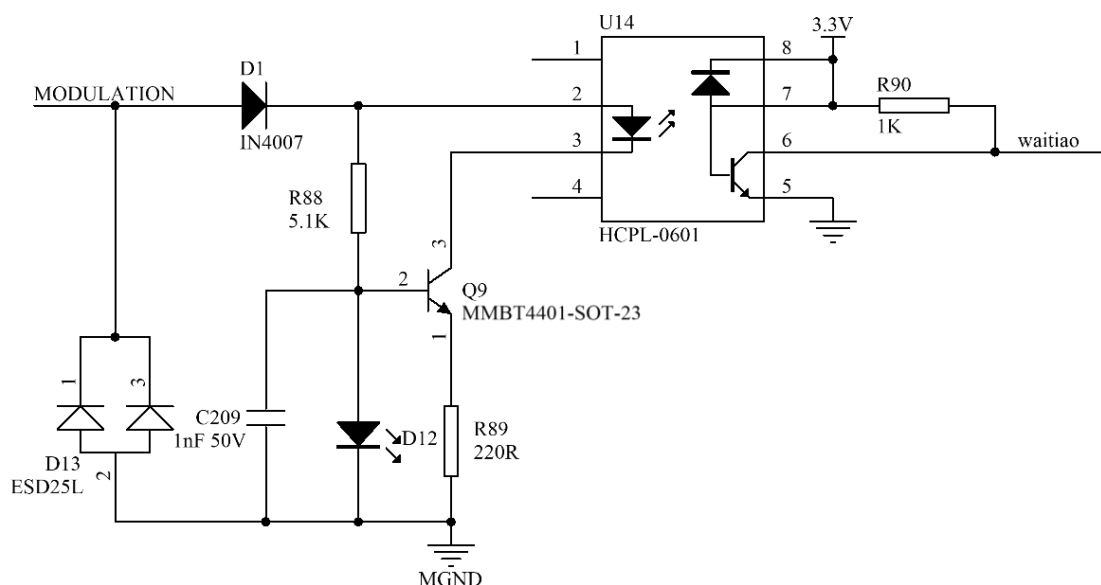 U14
3.3V
1
8
D1
MODULATION
2
7
R90
IN4007
1K
3
6
waitiao
R88
5.1K
4
5
HCPL-0601
3
2
Q9
MMBT4401-SOT-23
1
1
3
C209
1nF 50V
D12
R89
220R
D13
ESD25L
2
MGND